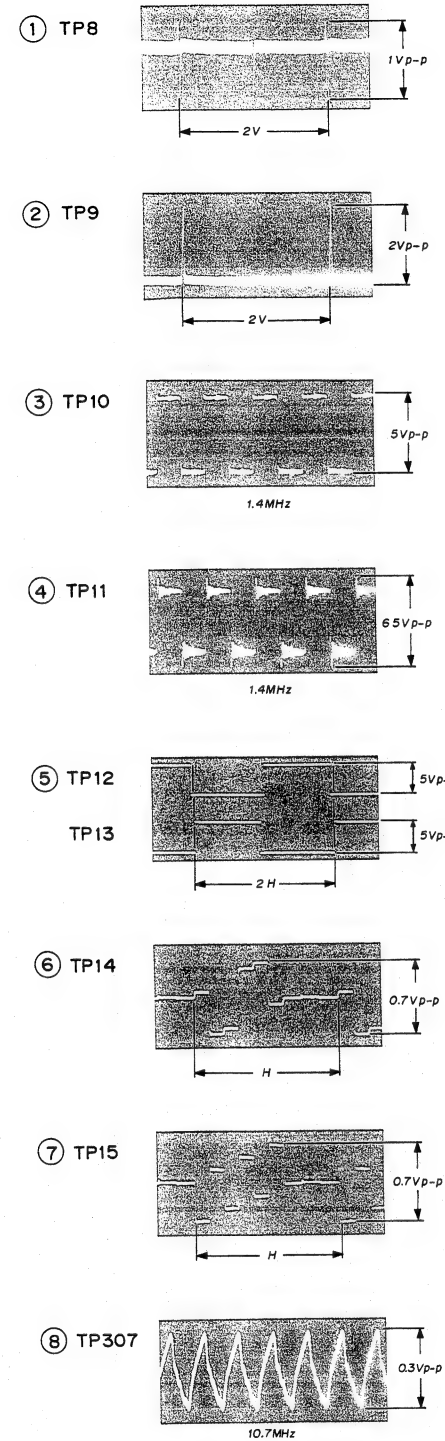 ① TP8
1Vp-p
2V
② TP9
2Vp-p
2V
③ TP10
5Vp-p
1.4MHz
④ TP11
6.5Vp-p
1.4MHz
⑤ TP12
5Vp-
TP13
5Vp-
2H
⑥ TP14
0.7Vp-p
H
⑦ TP15
0.7Vp-p
H
⑧ TP307
0.3Vp-p
10.7MHz